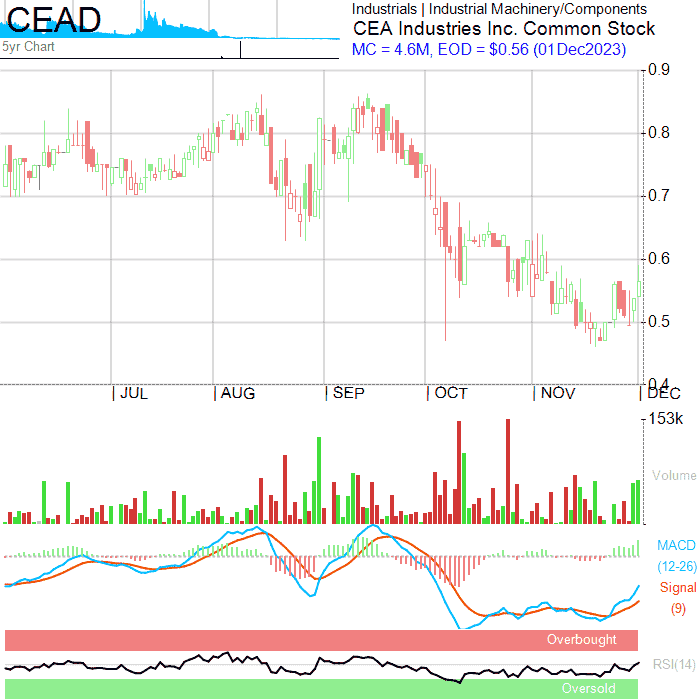 CEAD
5yr Chart
Industrials | Industrial Machinery/Components
CEA Industries Inc. Common Stock
MC = 4.6M, EOD = $0.56 (01Dec2023)
0.9
0.8
0.7
0.6
0.5
0.4
JUL AUG SEP OCT NOV DEC
153k
Volume
MACD
(12-26)
Signal
(9)
Overbought
RSI(14)
Oversold